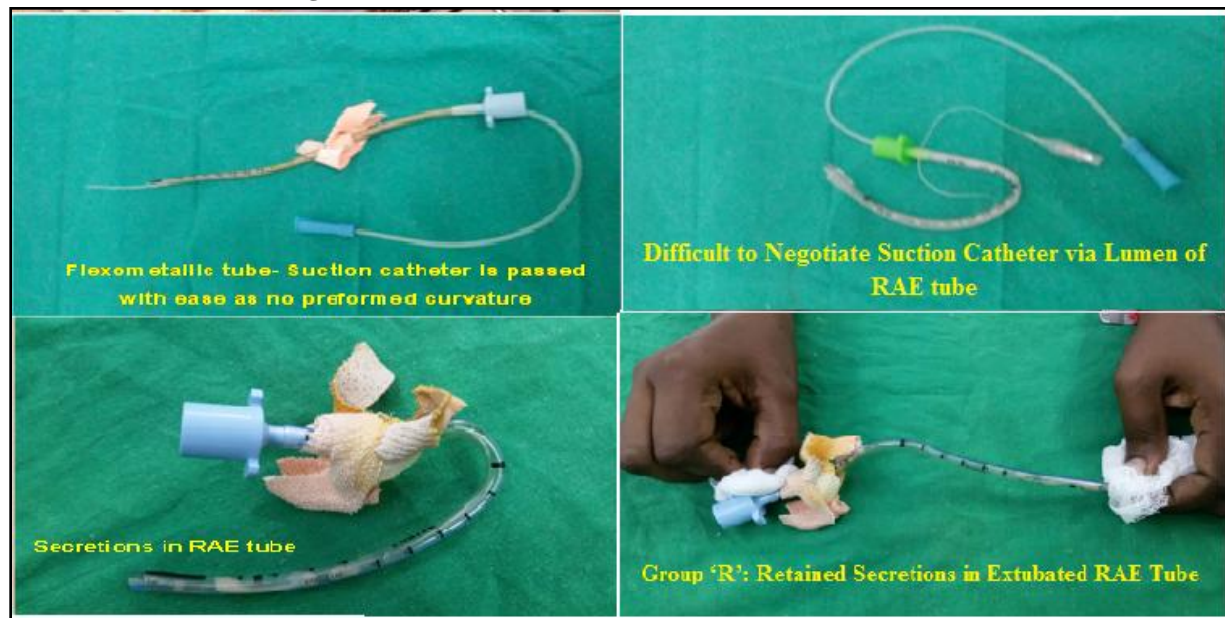 Flexometallic tube- Suction catheter is passed
with ease as no preformed curvature
Difficult to Negotiate Suction Catheter via Lumen of
RAE tube
Secretions in RAE tube
Group ‘R’: Retained Secretions in Extubated RAE Tube